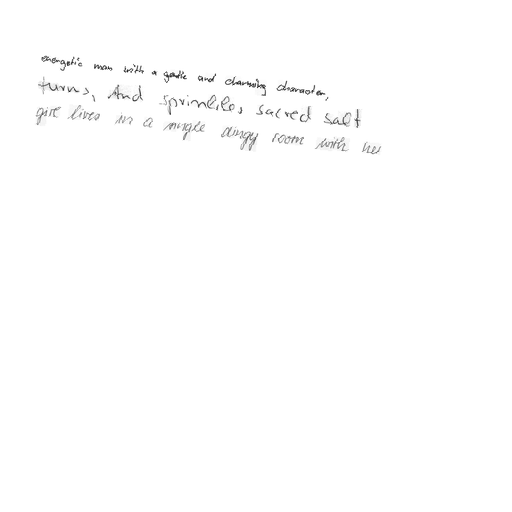 energetic man with a gentle and charming character,
turns, And sprinkles sacred salt
girl lives in a single dingy room with her